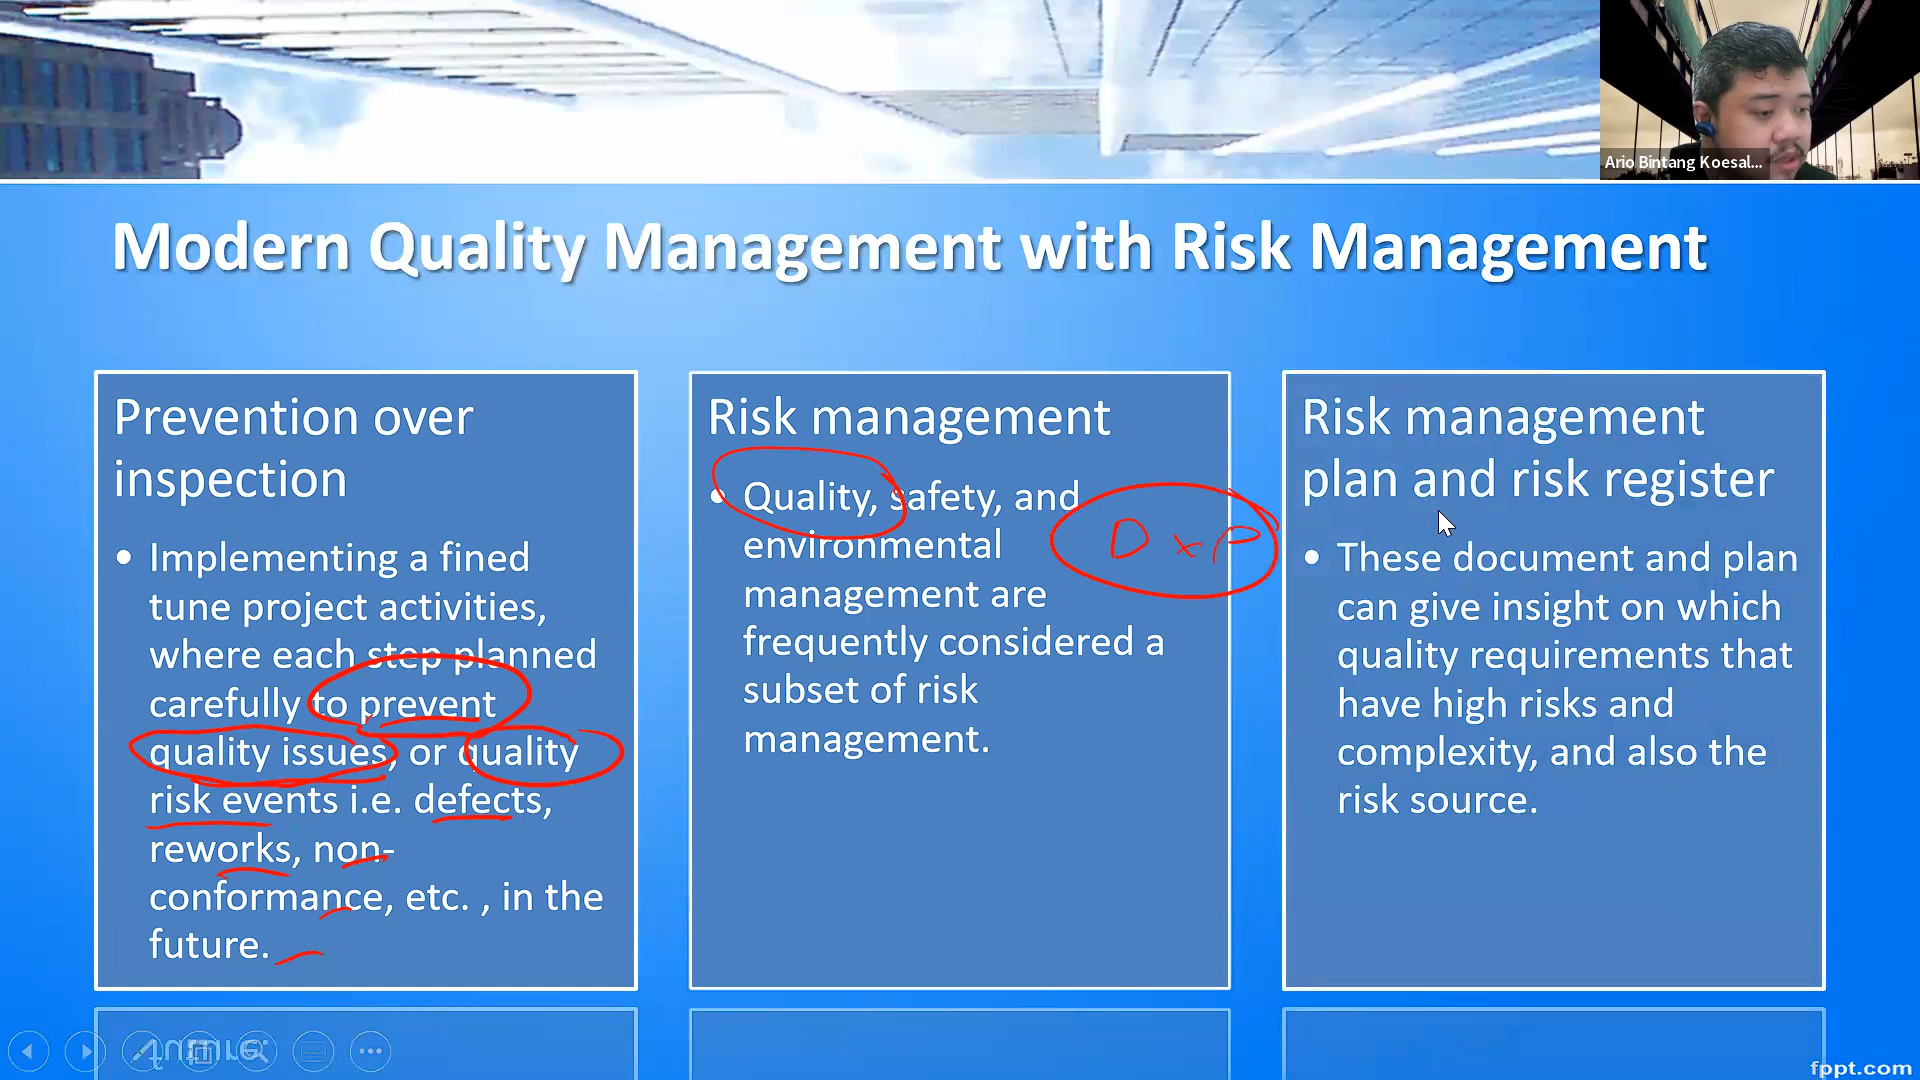 Ario Bintang Koesal...
Modern Quality Management with Risk Management
Prevention over
inspection
• Implementing a fined
tune project activities,
where each step planned
carefully to prevent
quality issues, or quality
risk events i.e. defects,
reworks, non-
conformance, etc. , in the
future.
Risk management
• Quality, safety, and
environmental
management are
frequently considered a
subset of risk
management.
D x P
Risk management
plan and risk register
• These document and plan
can give insight on which
quality requirements that
have high risks and
complexity, and also the
risk source.
fppt.com